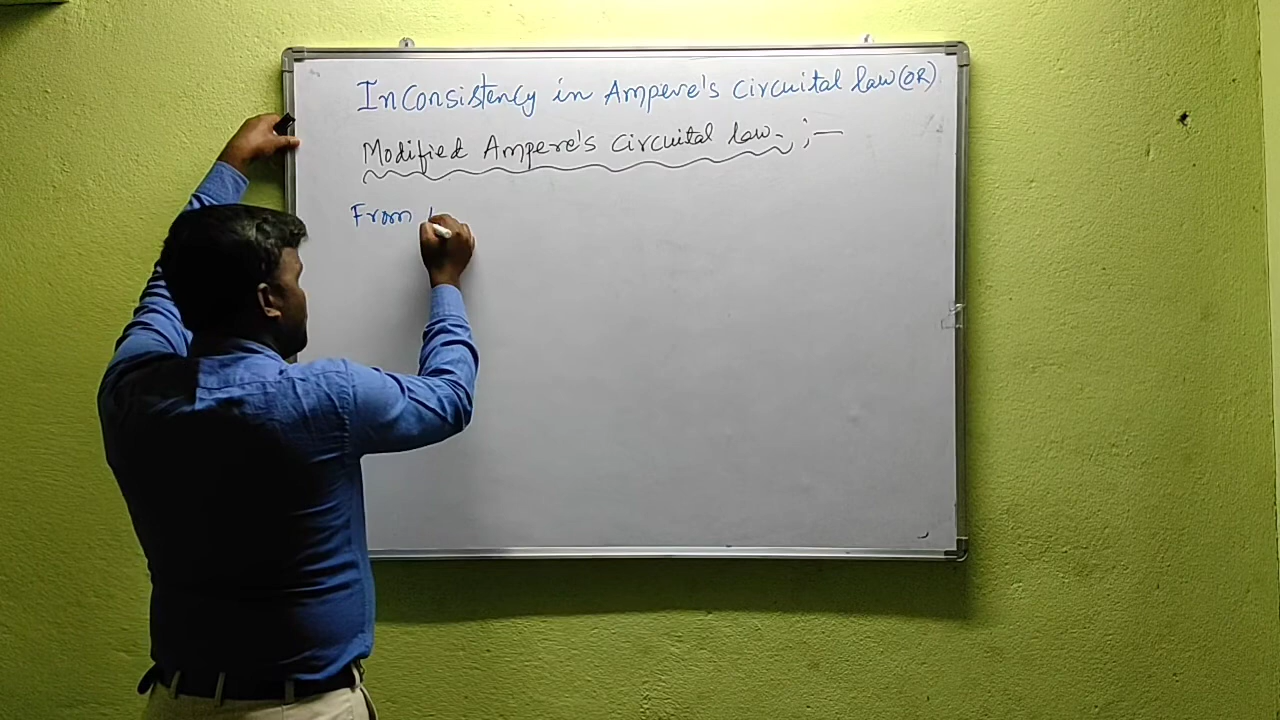 Inconsistency in Ampere's circuital law (OR)
Modified Ampere's circuital law. ;—
From